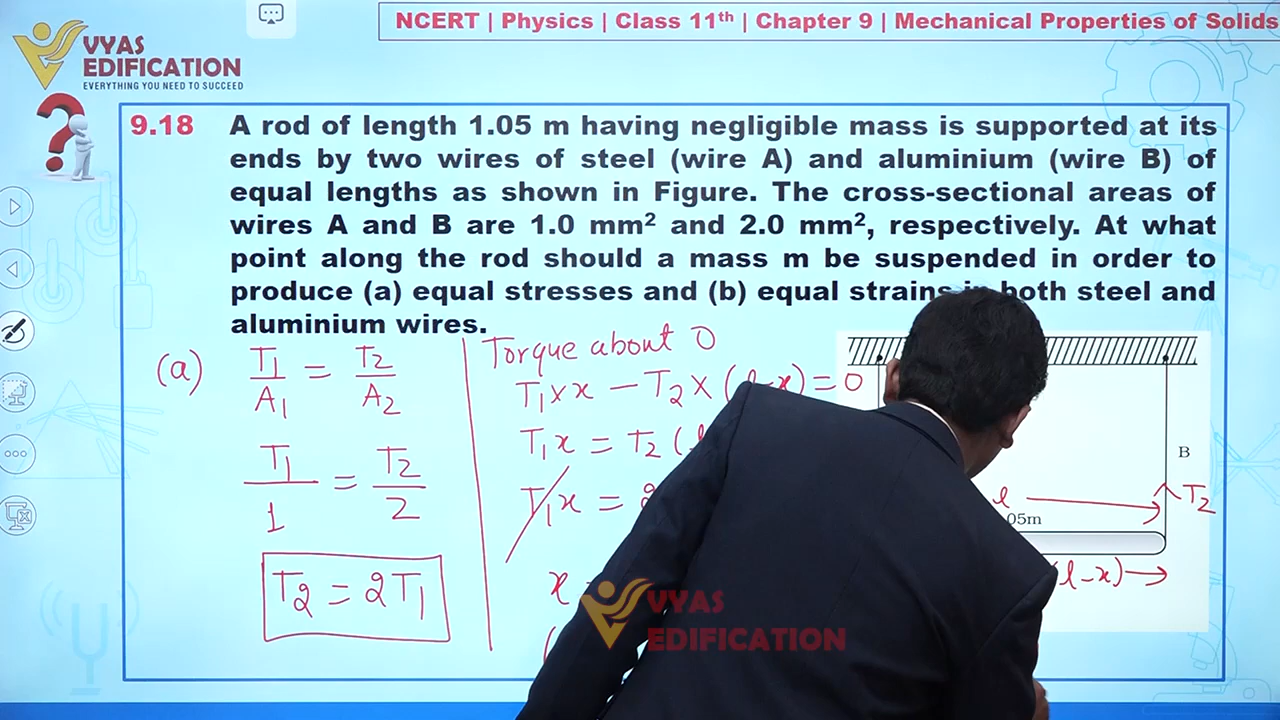 NCERT | Physics | Class 11th | Chapter 9 | Mechanical Properties of Solids
VYAS
EDIFICATION
EVERYTHING YOU NEED TO SUCCEED
9.18 A rod of length 1.05 m having negligible mass is supported at its
ends by two wires of steel (wire A) and aluminium (wire B) of
equal lengths as shown in Figure. The cross-sectional areas of
wires A and B are 1.0 mm² and 2.0 mm², respectively. At what
point along the rod should a mass m be suspended in order to
produce (a) equal stresses and (b) equal strains in both steel and
aluminium wires.
(a) T₁/A₁ = T₂/A₂
T₁/1 = T₂/2
T₂ = 2T₁
Torque about O
T₁ × x − T₂ × (l−x) = 0
T₁x = T₂ (
T₁x =
x =
B
T₂
l
05m
(l−x)
VYAS
EDIFICATION